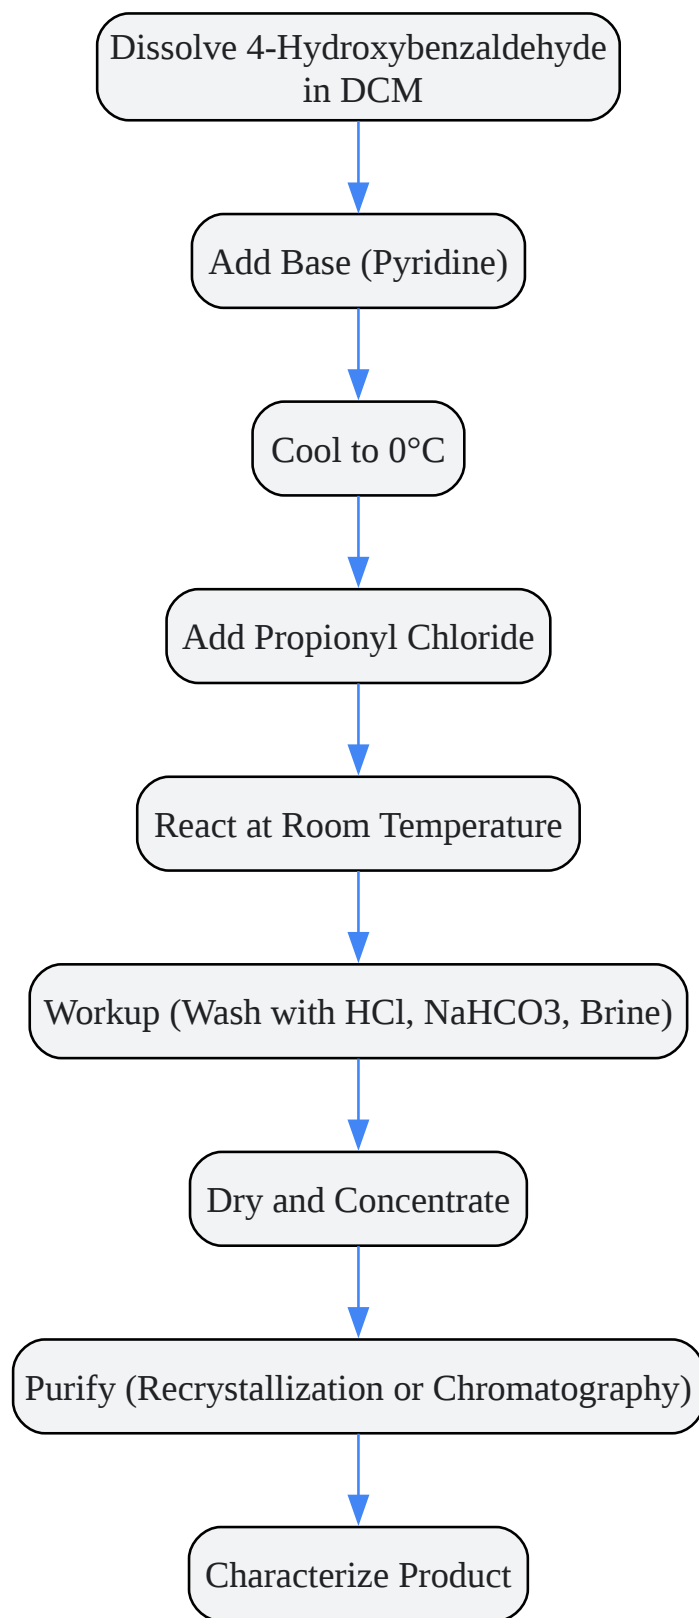 Dissolve 4-Hydroxybenzaldehyde
in DCM
Add Base (Pyridine)
Cool to 0°C
Add Propionyl Chloride
React at Room Temperature
Workup (Wash with HCl, NaHCO3, Brine)
Dry and Concentrate
Purify (Recrystallization or Chromatography)
Characterize Product